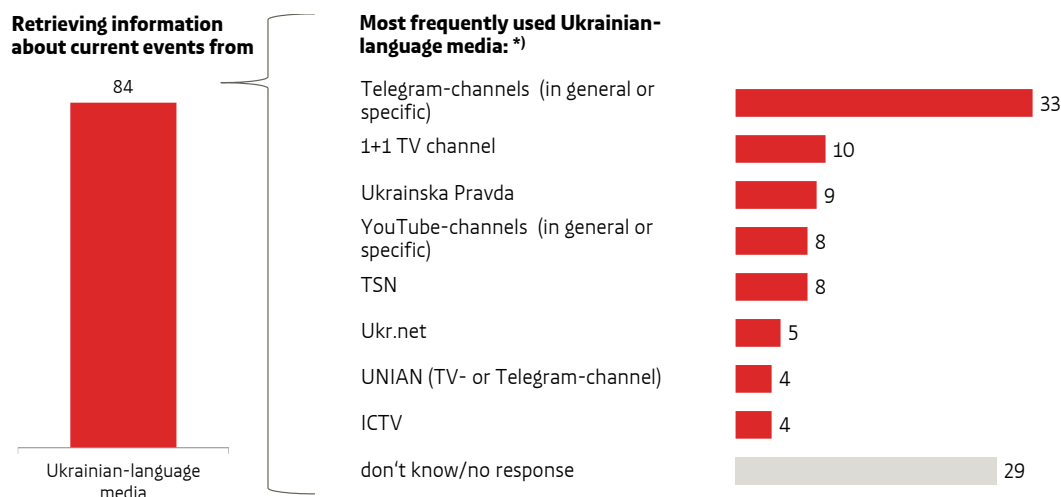 Retrieving information
about current events from
84
Ukrainian-language
media
Most frequently used Ukrainian-
language media: *)
Telegram-channels (in general or
specific)
33
1+1 TV channel
10
Ukrainska Pravda
9
YouTube-channels (in general or
specific)
8
TSN
8
Ukr.net
5
UNIAN (TV- or Telegram-channel)
4
ICTV
4
don't know/no response
29